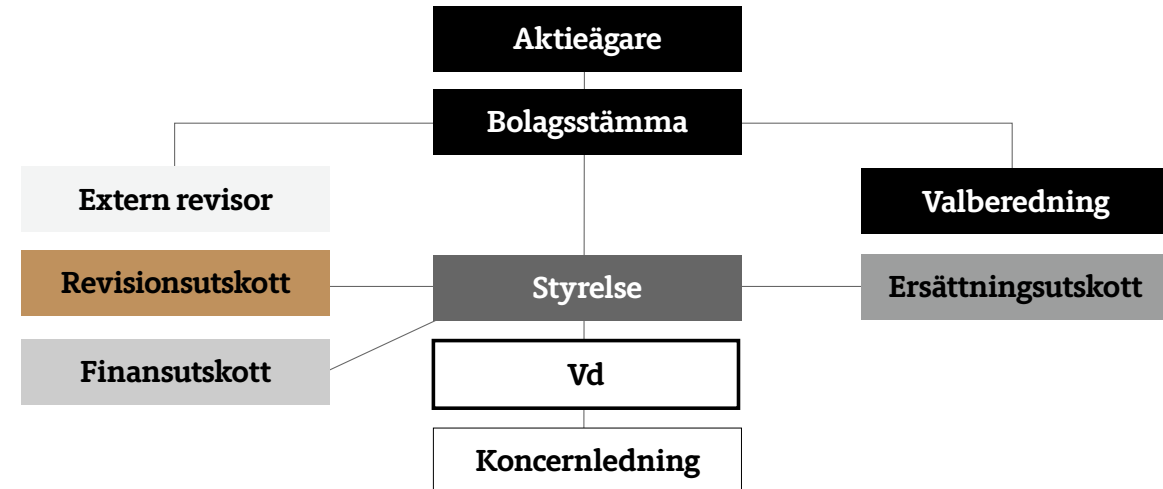 Aktieägare
Bolagsstämma
Extern revisor
Valberedning
Revisionsutskott
Styrelse
Ersättningsutskott
Finansutskott
Vd
Koncernledning